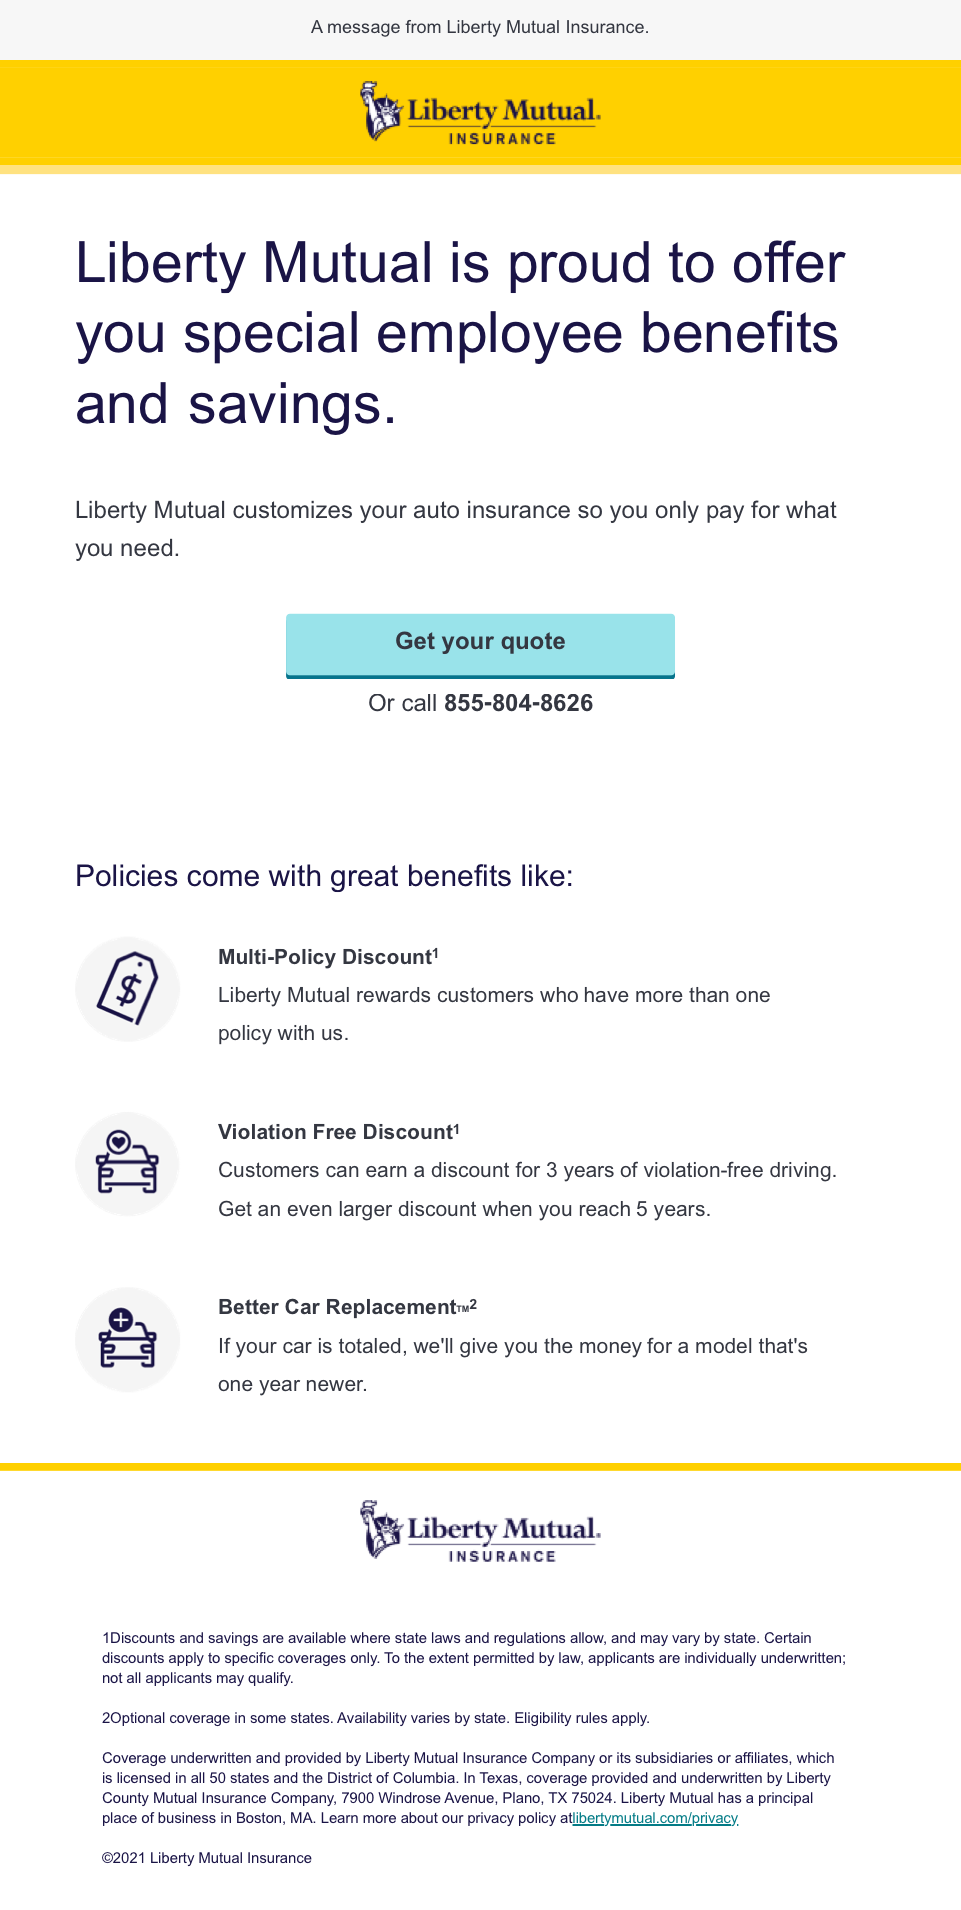 A message from Liberty Mutual Insurance.
Liberty Mutual.
INSURANCE
Liberty Mutual is proud to offer
you special employee benefits
and savings.
Liberty Mutual customizes your auto insurance so you only pay for what
you need.
Get your quote
Or call 855-804-8626
Policies come with great benefits like:
$
Multi-Policy Discount¹
Liberty Mutual rewards customers who have more than one
policy with us.
Violation Free Discount¹
Customers can earn a discount for 3 years of violation-free driving.
Get an even larger discount when you reach 5 years.
Better Car Replacement™²
If your car is totaled, we'll give you the money for a model that's
one year newer.
Liberty Mutual.
INSURANCE
1Discounts and savings are available where state laws and regulations allow, and may vary by state. Certain
discounts apply to specific coverages only. To the extent permitted by law, applicants are individually underwritten;
not all applicants may qualify.
2Optional coverage in some states. Availability varies by state. Eligibility rules apply.
Coverage underwritten and provided by Liberty Mutual Insurance Company or its subsidiaries or affiliates, which
is licensed in all 50 states and the District of Columbia. In Texas, coverage provided and underwritten by Liberty
County Mutual Insurance Company, 7900 Windrose Avenue, Plano, TX 75024. Liberty Mutual has a principal
place of business in Boston, MA. Learn more about our privacy policy atlibertymutual.com/privacy
©2021 Liberty Mutual Insurance